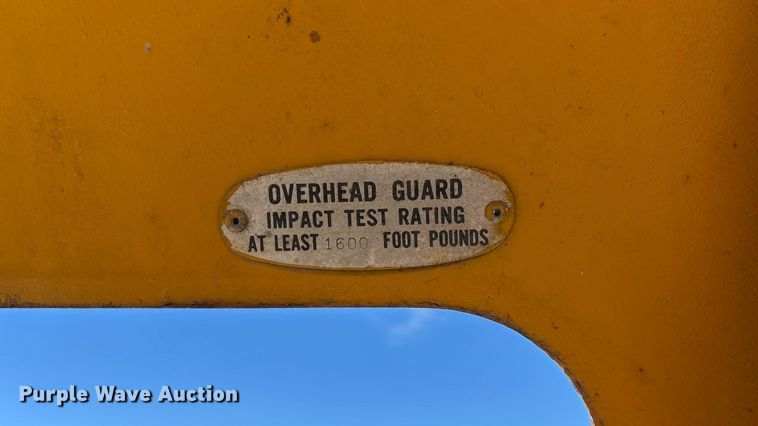 OVERHEAD GUARD
IMPACT TEST RATING
AT LEAST 1600 FOOT POUNDS
Purple Wave Auction